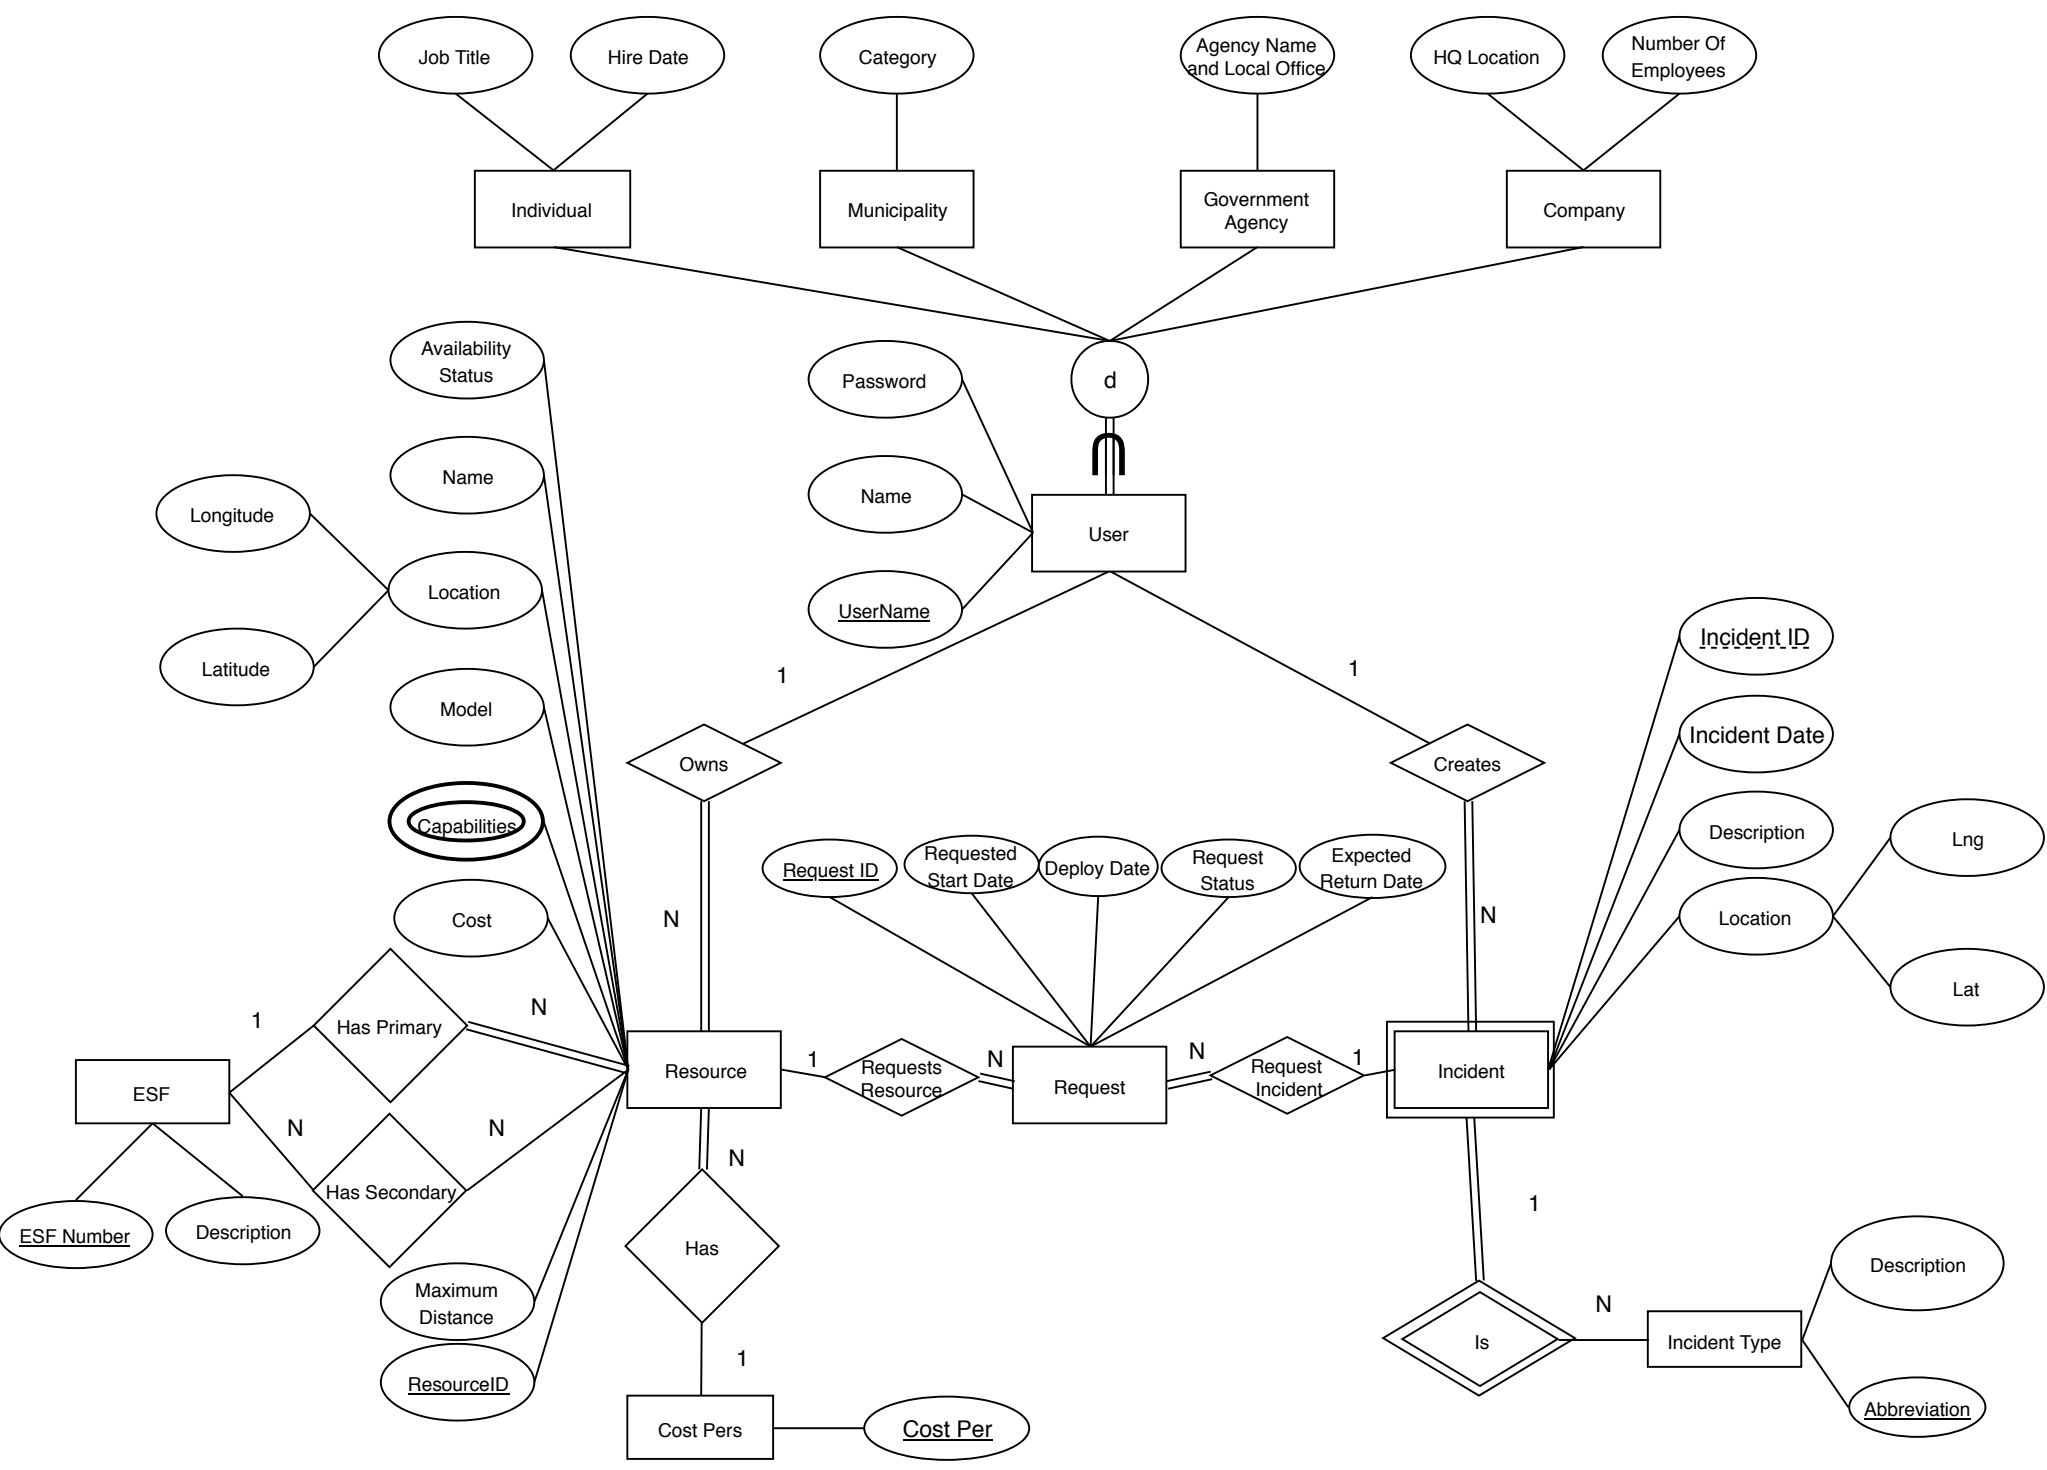 Job Title
Hire Date
Category
Agency Name
and Local Office
HQ Location
Number Of
Employees
Individual
Municipality
Government
Agency
Company
d
Availability
Status
Password
Name
Name
User
Longitude
Location
UserName
Latitude
Model
Incident ID
1
1
Incident Date
Owns
Creates
Capabilities
Description
Lng
Request ID
Requested
Start Date
Deploy Date
Request
Status
Expected
Return Date
Cost
N
N
Location
Lat
1
Has Primary
N
Resource
1
Requests
Resource
N
Request
N
Request
Incident
1
Incident
ESF
N
N
N
Has Secondary
ESF Number
Description
1
Has
Maximum
Distance
Description
N
Is
Incident Type
1
ResourceID
Abbreviation
Cost Pers
Cost Per